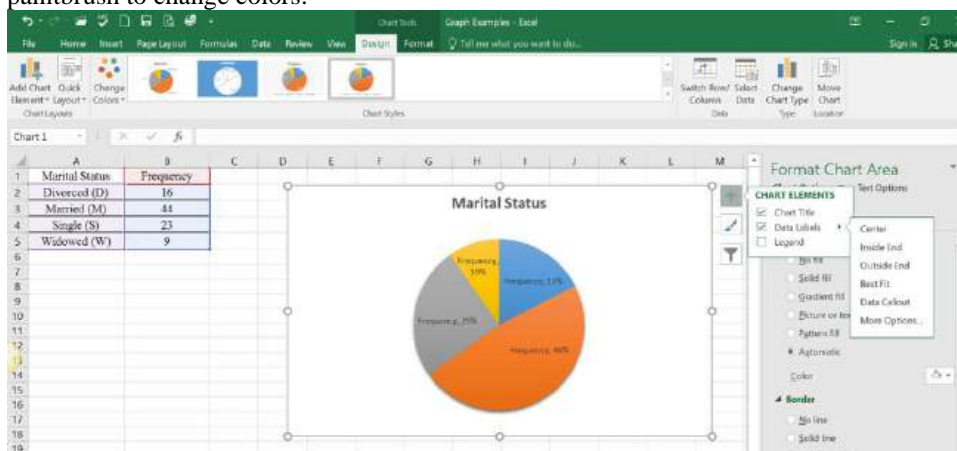 paintbrush to change colors.
Chart Tools Graph Examples - Excel
File Home Insert Page Layout Formulas Data Review View Design Format Tell me what you want to do... Sign in Sha
Add Chart Element Quick Layout Change Colors
Switch Row/ Column Select Data Change Chart Type Move Chart
Chart Layouts Chart Styles Data Type Location
Chart 1 fx
A B C D E F G H I J K L M
1 Marital Status Frequency
2 Divorced (D) 16
3 Married (M) 44
4 Single (S) 23
5 Widowed (W) 9
6
7
8
9
10
11
12
13
14
15
16
17
18
19
Marital Status
Frequency, 10%
Frequency, 17%
Frequency, 25%
Frequency, 48%
Format Chart Area
Text Options
CHART ELEMENTS
Chart Title
Data Labels
Legend
Center
Inside End
Outside End
Best Fit
Data Callout
More Options...
No fill
Solid fill
Gradient fill
Picture or tex
Pattern fill
Automatic
Color
Border
No line
Solid line